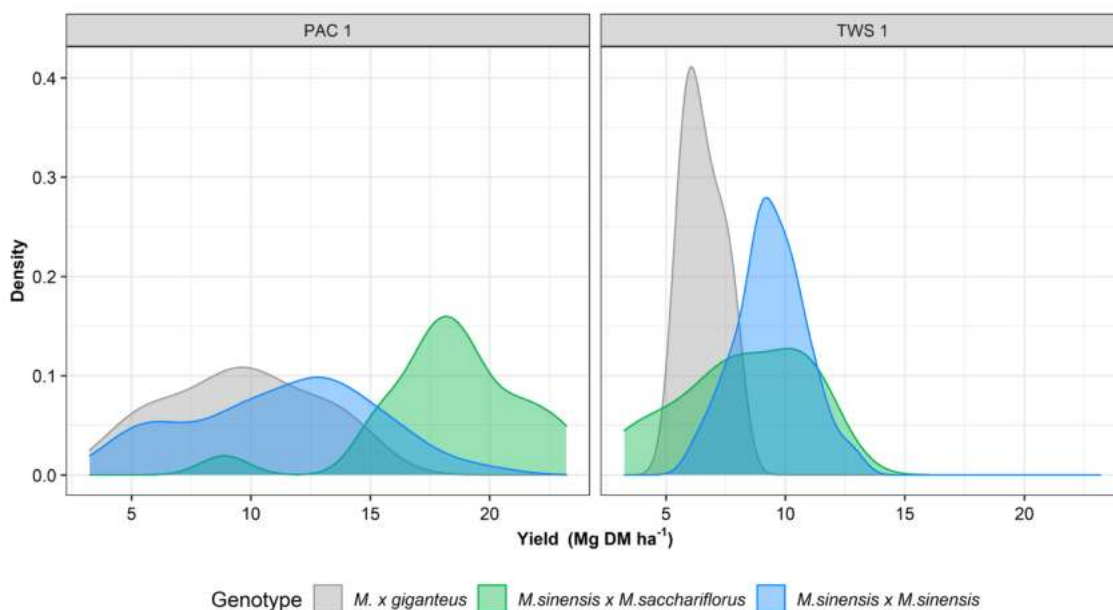 PAC 1
TWS 1
0.4
0.3
0.2
0.1
0.0
Density
5 10 15 20
5 10 15 20
Yield (Mg DM ha⁻¹)
Genotype M. x giganteus M.sinensis x M.sacchariflorus M.sinensis x M.sinensis